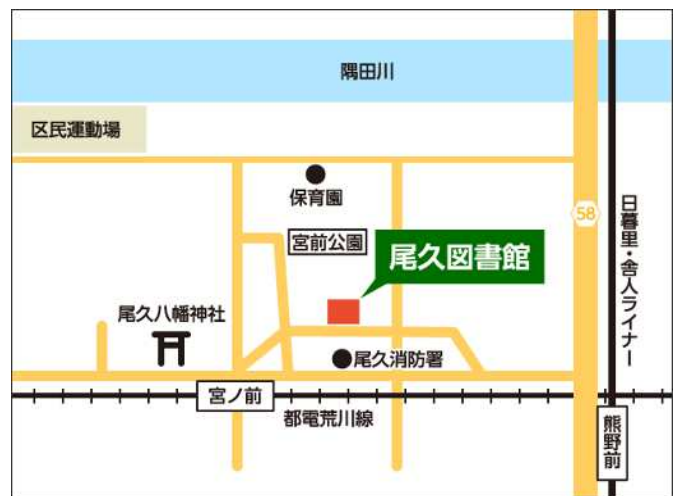 隅田川
区民運動場
保育園
宮前公園
尾久図書館
58
日暮里・舎人ライナー
尾久八幡神社
尾久消防署
宮ノ前
都電荒川線
熊野前